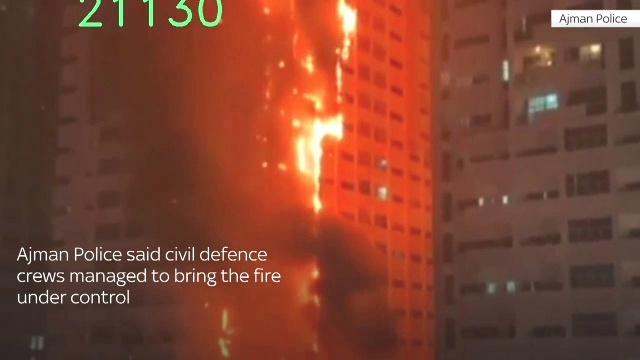 21130
Ajman Police
Ajman Police said civil defence
crews managed to bring the fire
under control